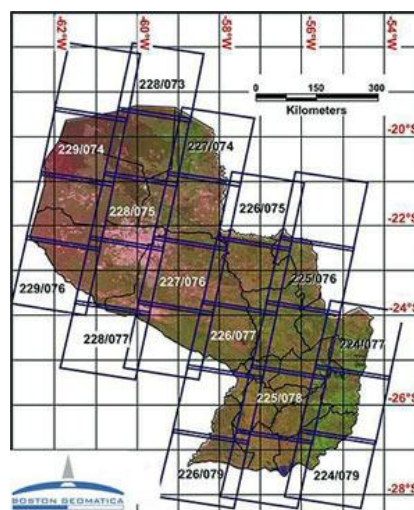 -62°W
-60°W
-58°W
-56°W
-54°W
228/073
0 150 300
Kilometers
-20°S
229/074
227/074
228/075
226/075
-22°S
227/076
225/076
229/076
-24°S
228/077
226/077
224/077
225/078
-26°S
226/079
224/079
-28°S
BOSTON GEOMATICA